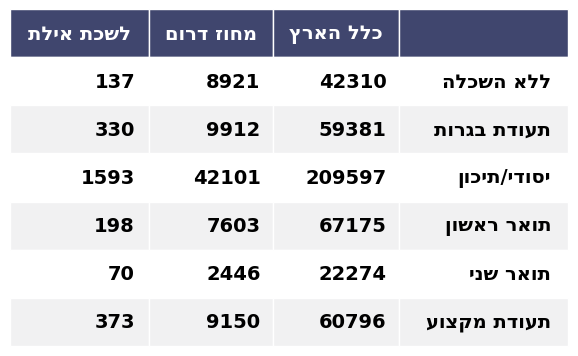 כלל הארץ מחוז דרום לשכת אילת
ללא השכלה 42310 8921 137
תעודת בגרות 59381 9912 330
יסודי/תיכון 209597 42101 1593
תואר ראשון 67175 7603 198
תואר שני 22274 2446 70
תעודת מקצוע 60796 9150 373